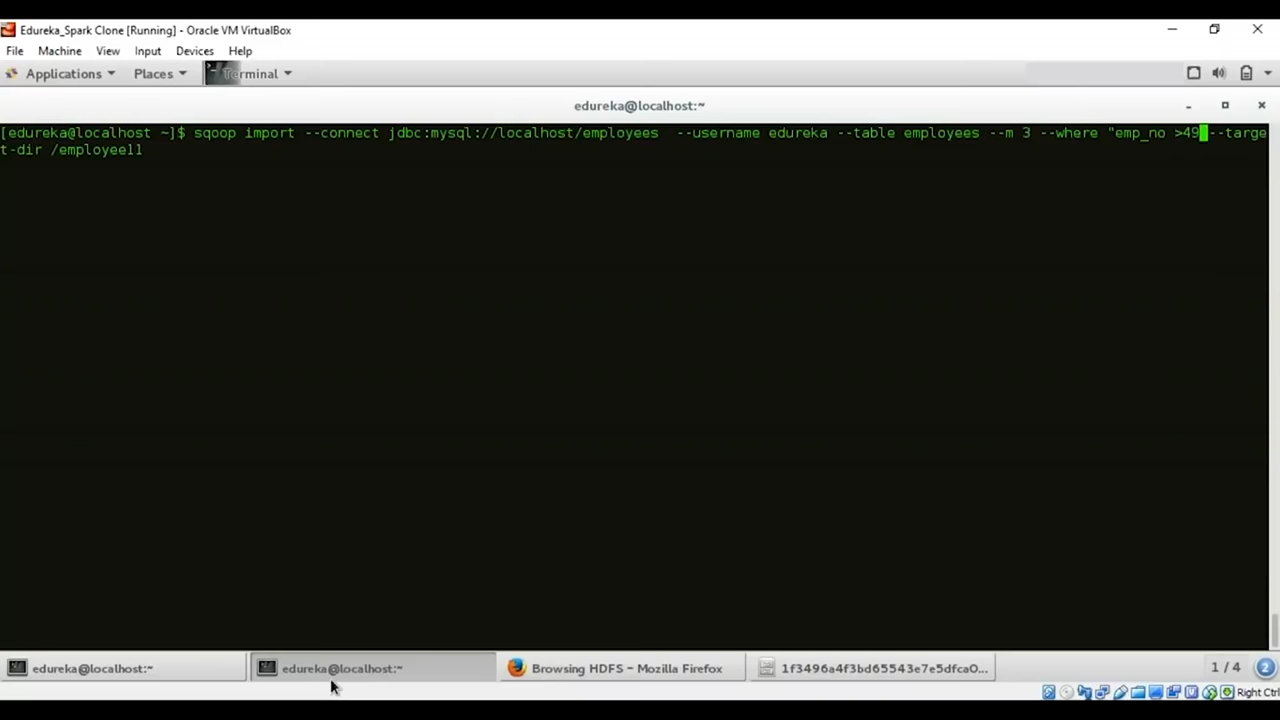 Edureka_Spark Clone [Running] - Oracle VM VirtualBox
File Machine View Input Devices Help
Applications Places Terminal
edureka@localhost:~
[edureka@localhost ~]$ sqoop import --connect jdbc:mysql://localhost/employees  --username edureka --table employees --m 3 --where "emp_no >49 --targe
t-dir /employee11
edureka@localhost:~ edureka@localhost:~ Browsing HDFS - Mozilla Firefox 1f3496a4f3bd65543e7e5dfca0... 1 / 4 2
Right Ctrl